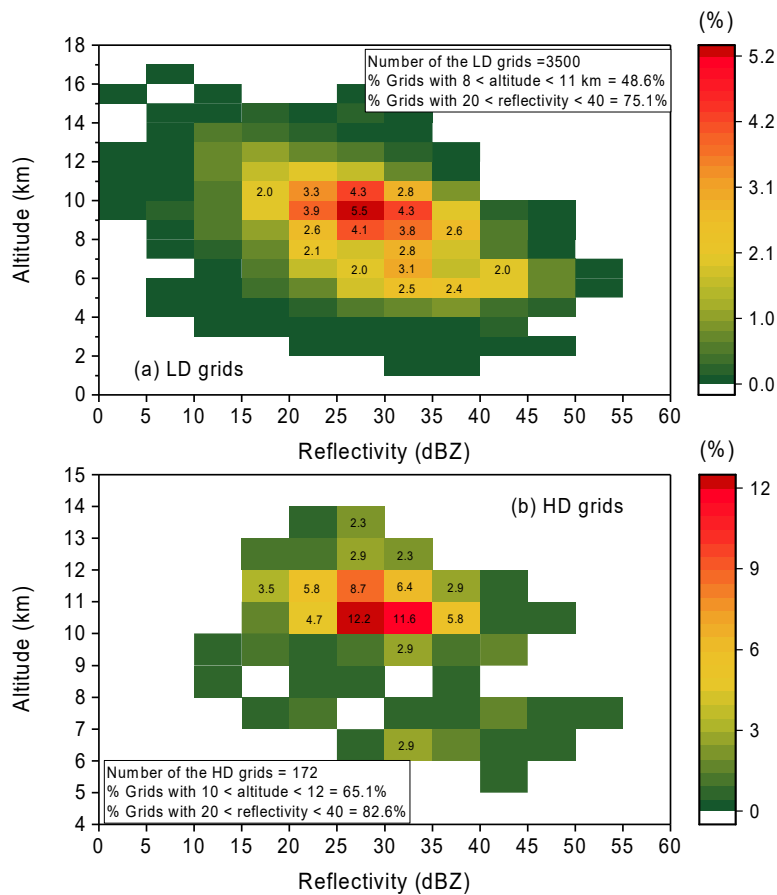 (%)
18
17
16
15
14
13
12
11
10
9
8
7
6
5
4
3
2
1
0
Altitude (km)
Number of the LD grids =3500
% Grids with 8 < altitude < 11 km = 48.6%
% Grids with 20 < reflectivity < 40 = 75.1%
2.0 3.3 4.3 2.8
3.9 5.5 4.3
2.6 4.1 3.8 2.6
2.1 2.8
2.0 3.1 2.0
2.5 2.4
(a) LD grids
0 5 10 15 20 25 30 35 40 45 50 55 60
Reflectivity (dBZ)
5.2
4.2
3.1
2.1
1.0
0.0
(%)
15
14
13
12
11
10
9
8
7
6
5
4
Altitude (km)
(b) HD grids
2.3
2.9 2.3
3.5 5.8 8.7 6.4 2.9
4.7 12.2 11.6 5.8
2.9
2.9
Number of the HD grids = 172
% Grids with 10 < altitude < 12 = 65.1%
% Grids with 20 < reflectivity < 40 = 82.6%
0 5 10 15 20 25 30 35 40 45 50 55 60
Reflectivity (dBZ)
12
9
6
3
0